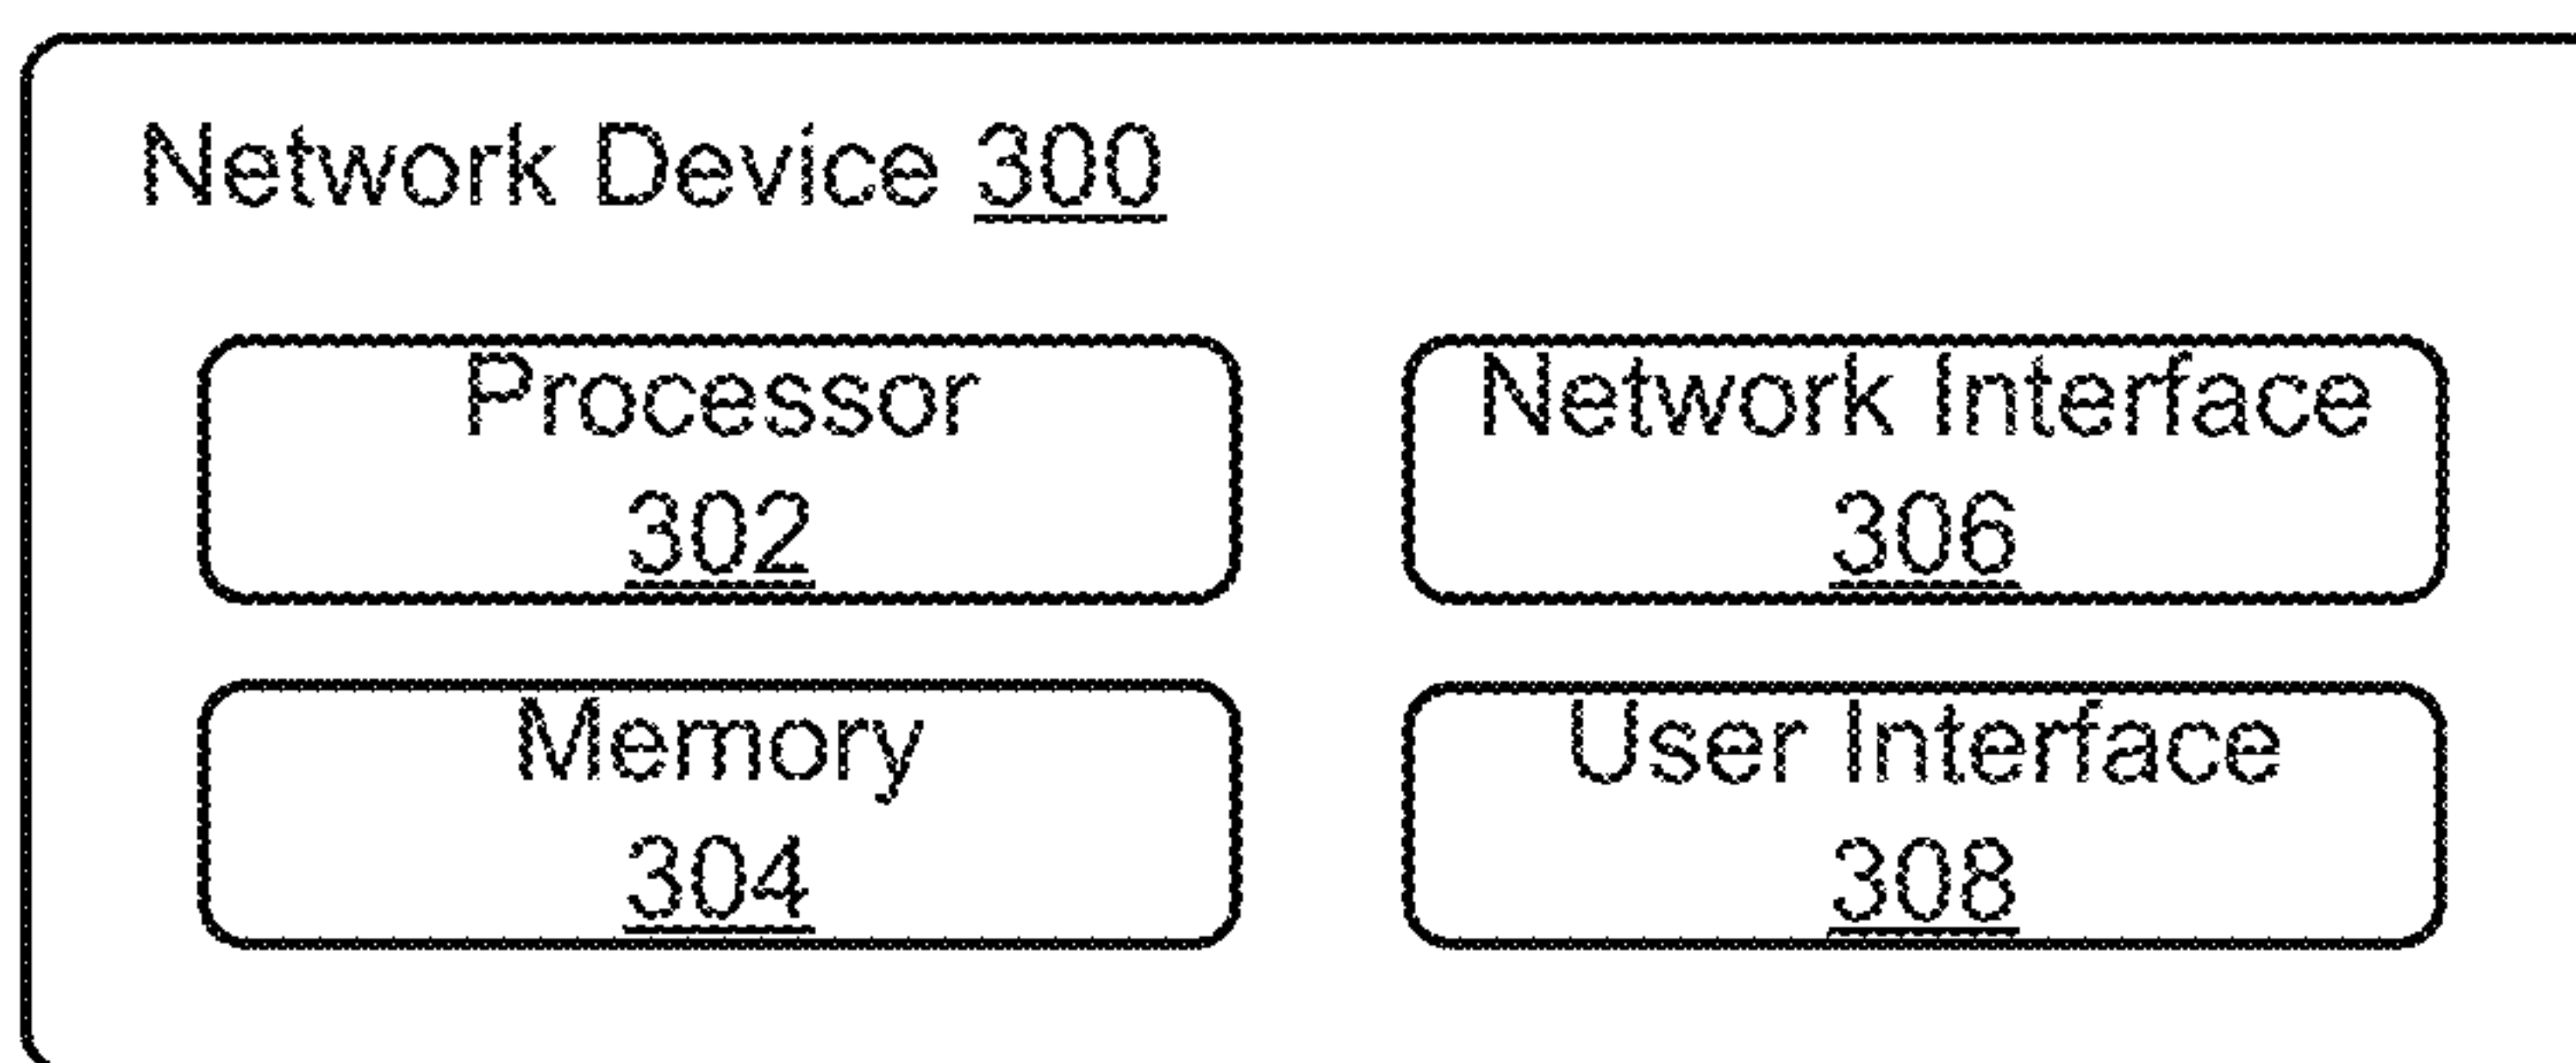 Network Device 300
Processor
302
Network Interface
306
Memory
304
User Interface
308